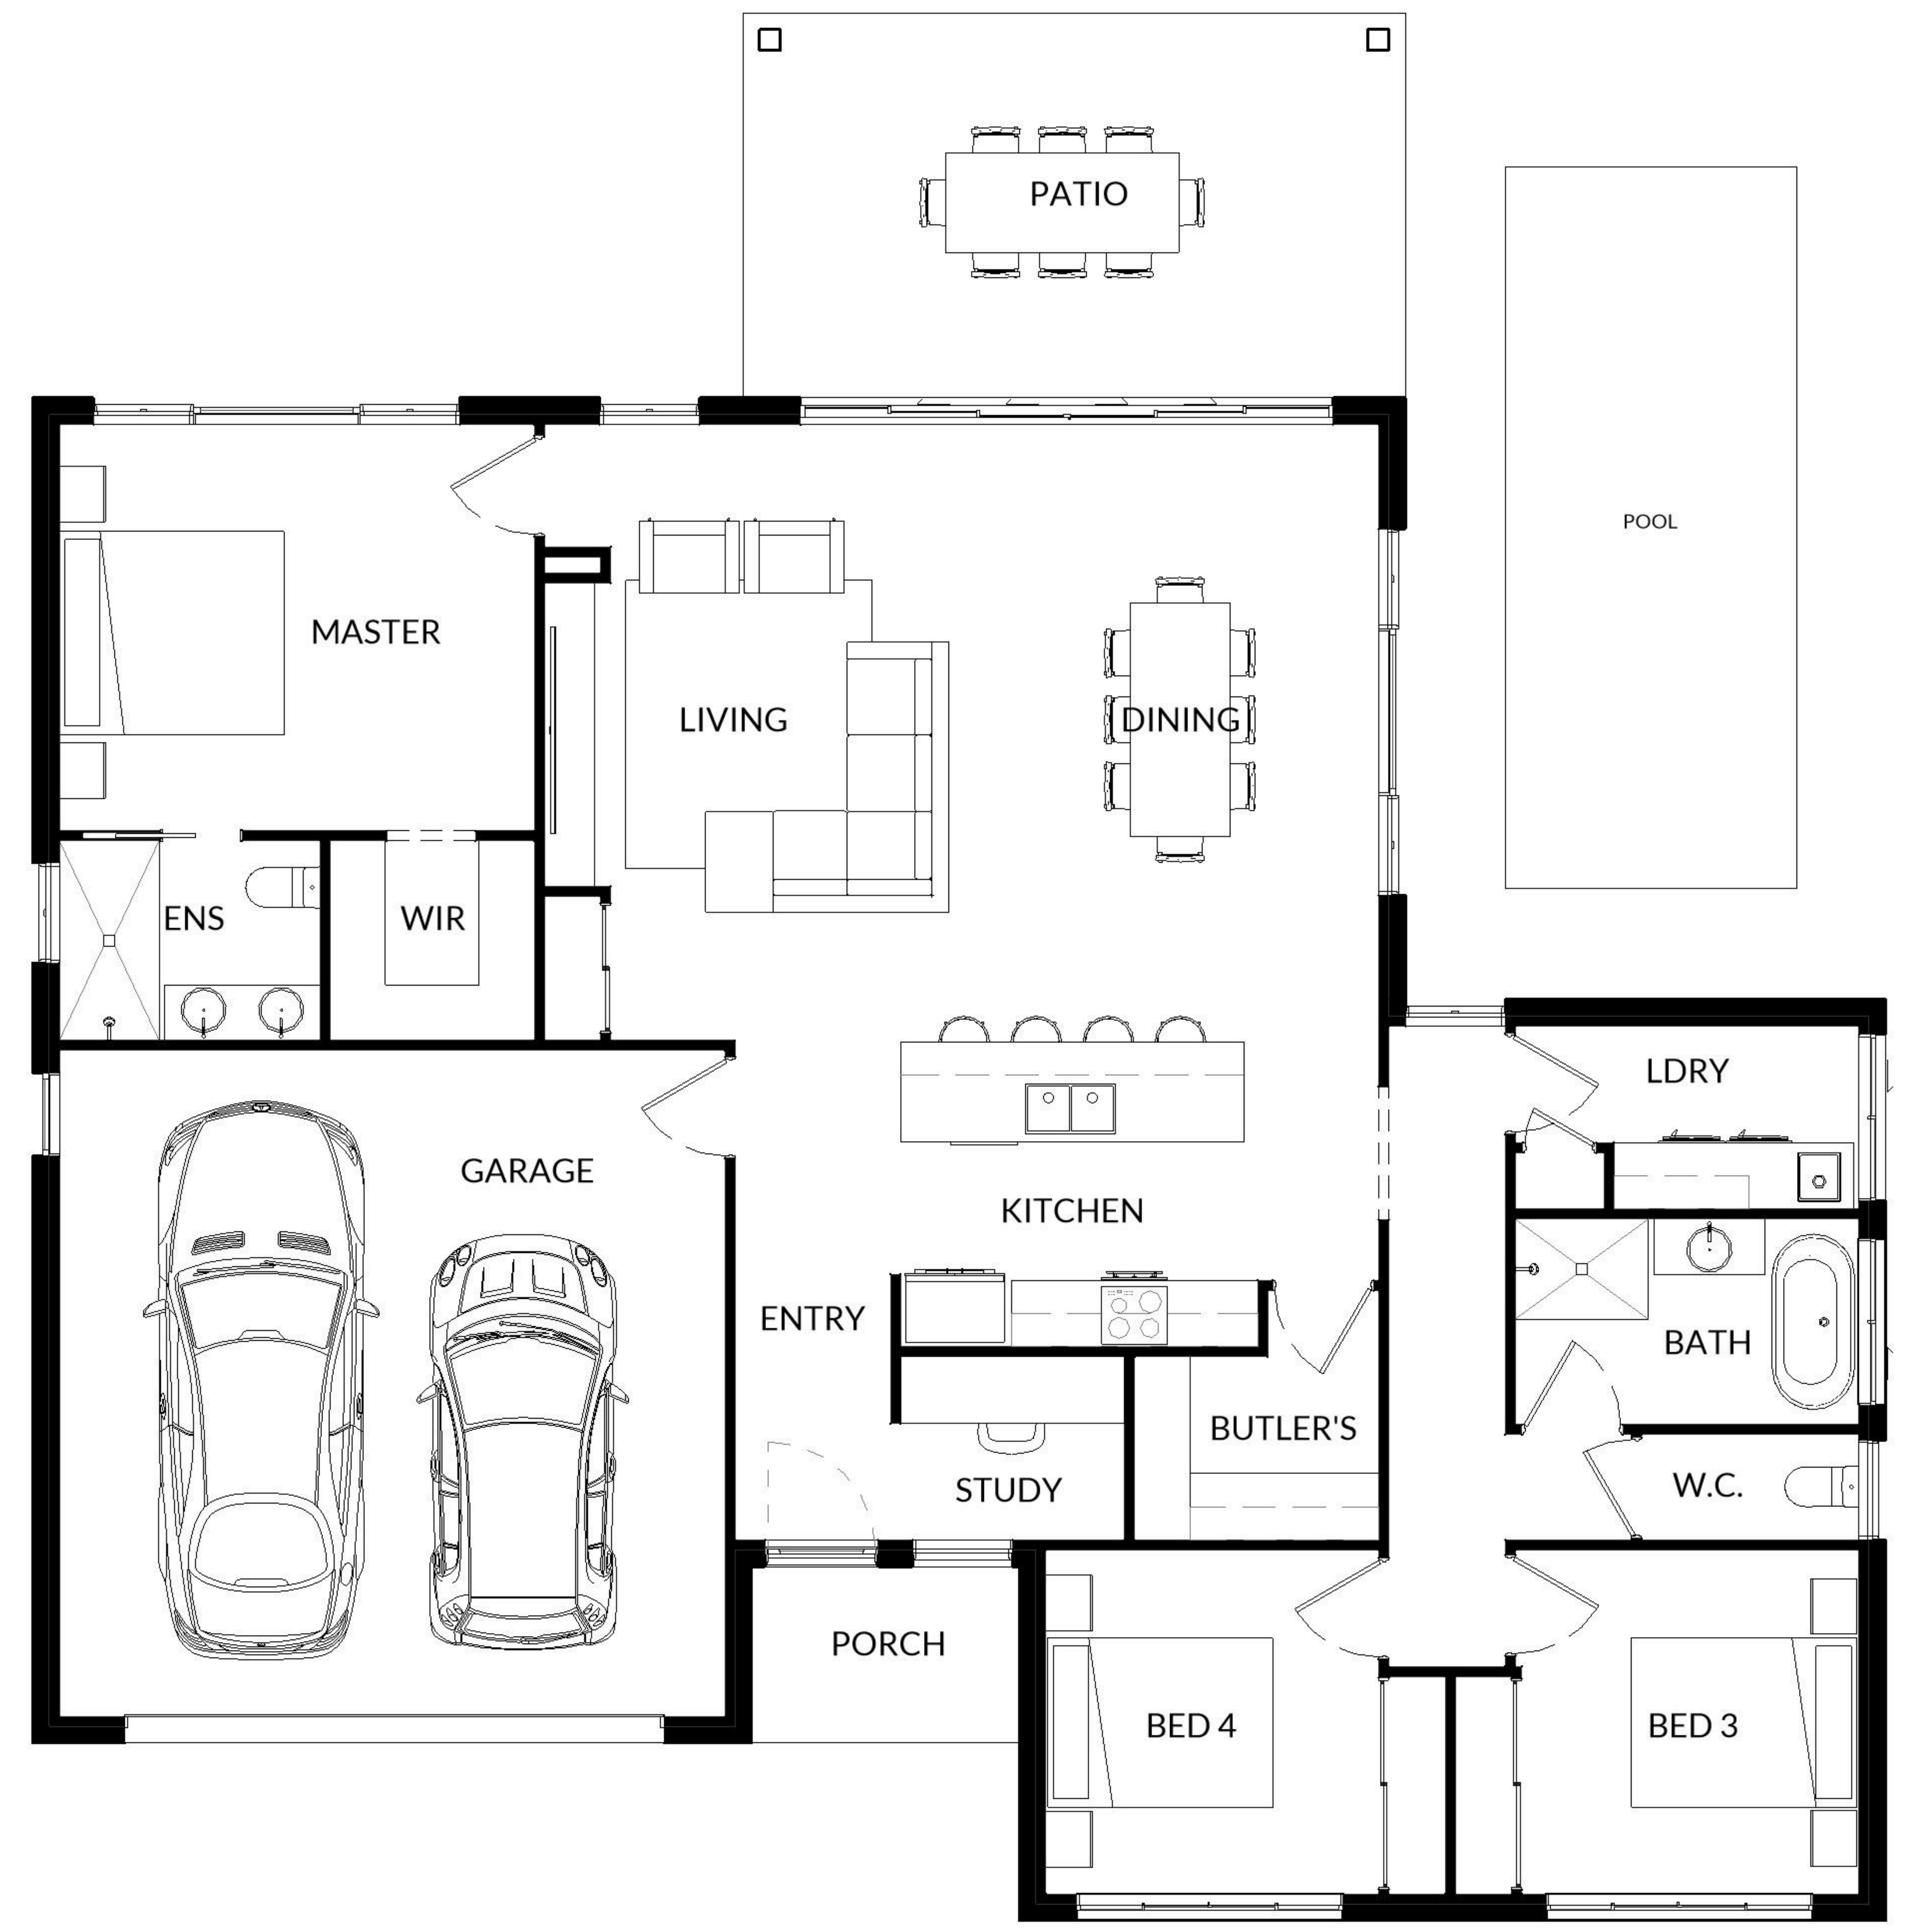 PATIO
POOL
MASTER
LIVING
DINING
ENS
WIR
LDRY
GARAGE
KITCHEN
ENTRY
BATH
BUTLER'S
STUDY
W.C.
PORCH
BED 4
BED 3